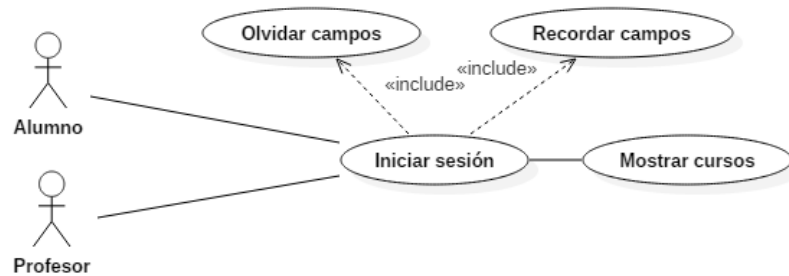 Olvidar campos
Recordar campos
«include»
«include»
Alumno
Iniciar sesión
Mostrar cursos
Profesor